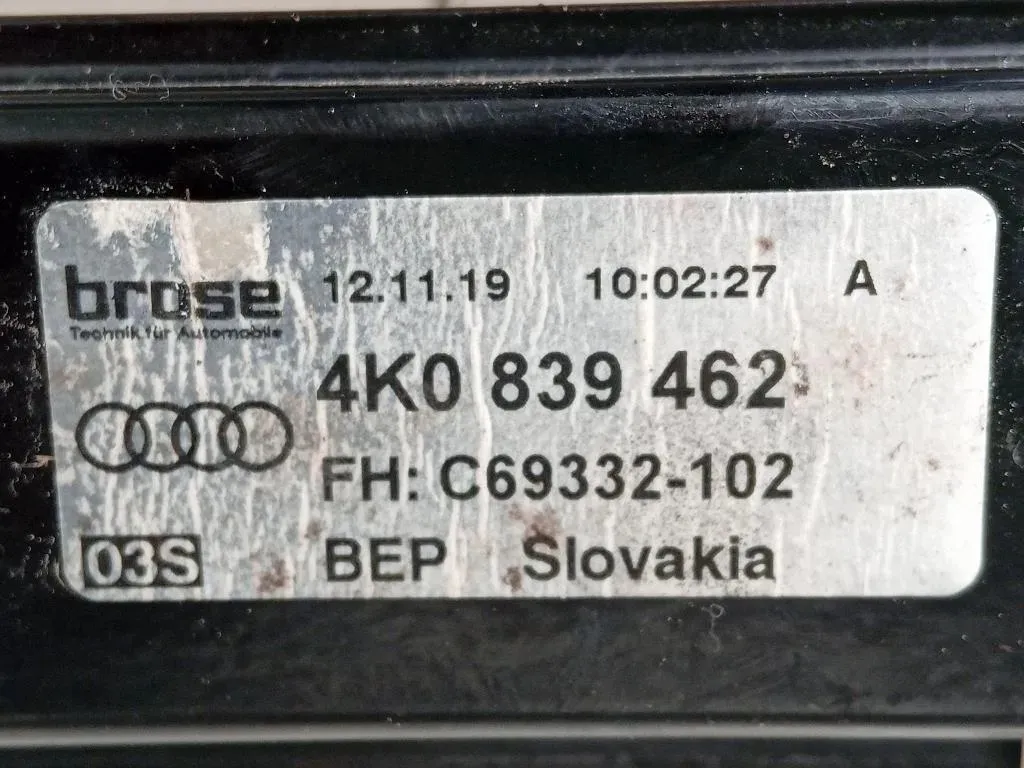 brose 12.11.19 10:02:27 A
Technik für Automobile
4K0 839 462
FH: C69332-102
03S BEP Slovakia